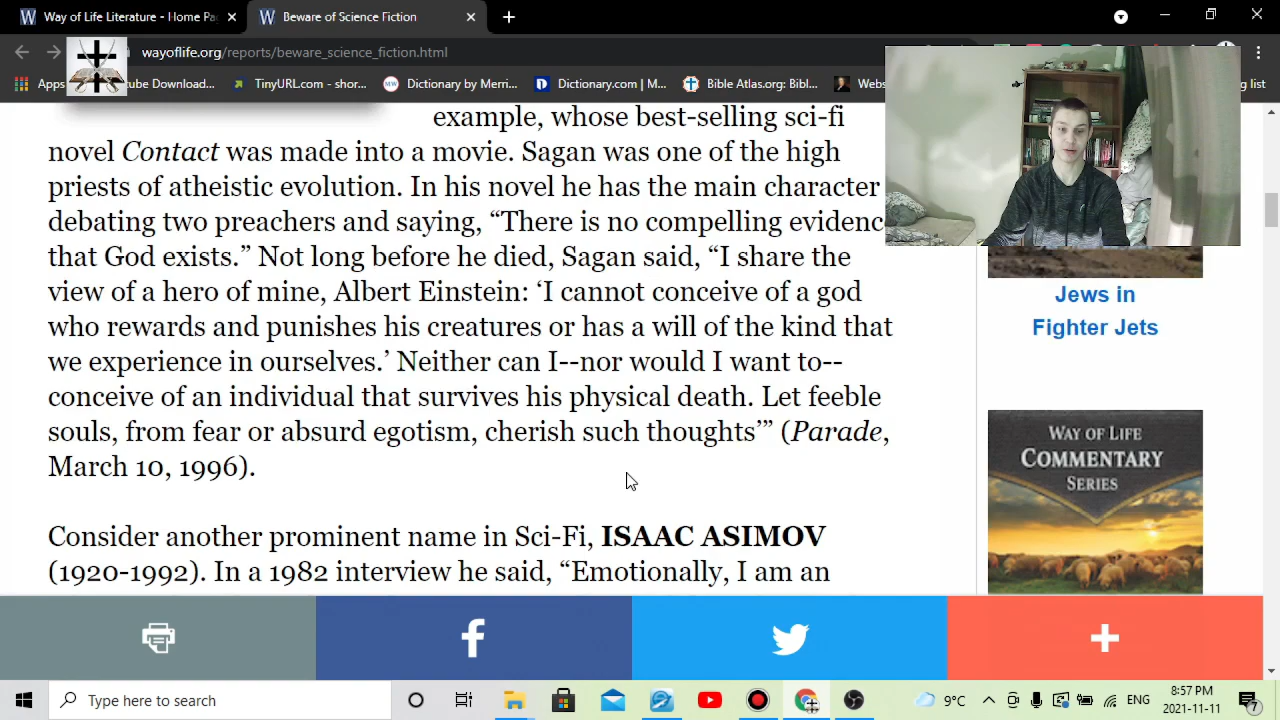 Way of Life Literature - Home Pa
Beware of Science Fiction
wayoflife.org/reports/beware_science_fiction.html
Apps
tube Download...
TinyURL.com - shor...
Dictionary by Merri...
Dictionary.com | M...
Bible Atlas.org: Bibl...
Webs
ng list
example, whose best-selling sci-fi
novel Contact was made into a movie. Sagan was one of the high
priests of atheistic evolution. In his novel he has the main character
debating two preachers and saying, “There is no compelling evidenc
that God exists.” Not long before he died, Sagan said, “I share the
view of a hero of mine, Albert Einstein: ‘I cannot conceive of a god
who rewards and punishes his creatures or has a will of the kind that
we experience in ourselves.’ Neither can I--nor would I want to--
conceive of an individual that survives his physical death. Let feeble
souls, from fear or absurd egotism, cherish such thoughts’” (Parade,
March 10, 1996).
Consider another prominent name in Sci-Fi, ISAAC ASIMOV
(1920-1992). In a 1982 interview he said, “Emotionally, I am an
Jews in
Fighter Jets
WAY OF LIFE
COMMENTARY
SERIES
Type here to search
9°C
ENG
8:57 PM
2021-11-11
7